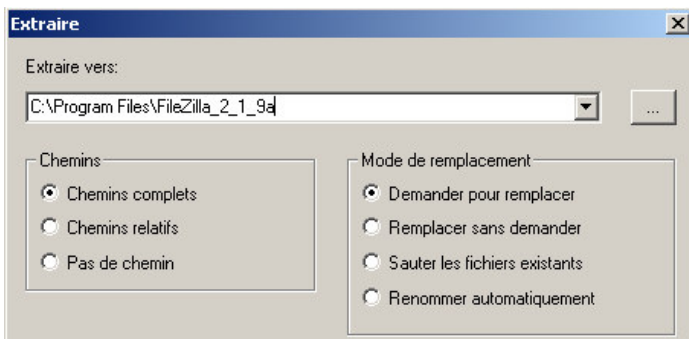 Extraire
Extraire vers:
C:\Program Files\FileZilla_2_1_9a
...
Chemins
Chemins complets
Chemins relatifs
Pas de chemin
Mode de remplacement
Demander pour remplacer
Remplacer sans demander
Sauter les fichiers existants
Renommer automatiquement